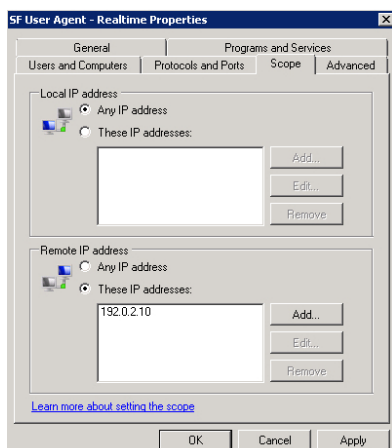 SF User Agent - Realtime Properties
General
Programs and Services
Users and Computers
Protocols and Ports
Scope
Advanced
Local IP address
Any IP address
These IP addresses:
Add...
Edit...
Remove
Remote IP address
Any IP address
These IP addresses:
192.0.2.10
Add...
Edit...
Remove
Learn more about setting the scope
OK
Cancel
Apply